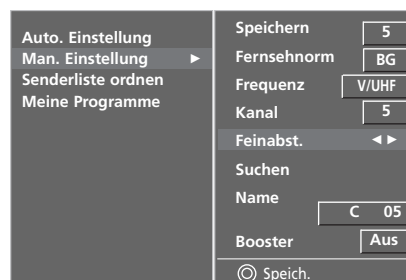 Auto. Einstellung
Man. Einstellung ►
Senderliste ordnen
Meine Programme
Speichern 5
Fernsehnorm BG
Frequenz V/UHF
Kanal 5
Feinabst. ◄►
Suchen
Name
C 05
Booster Aus
Speich.